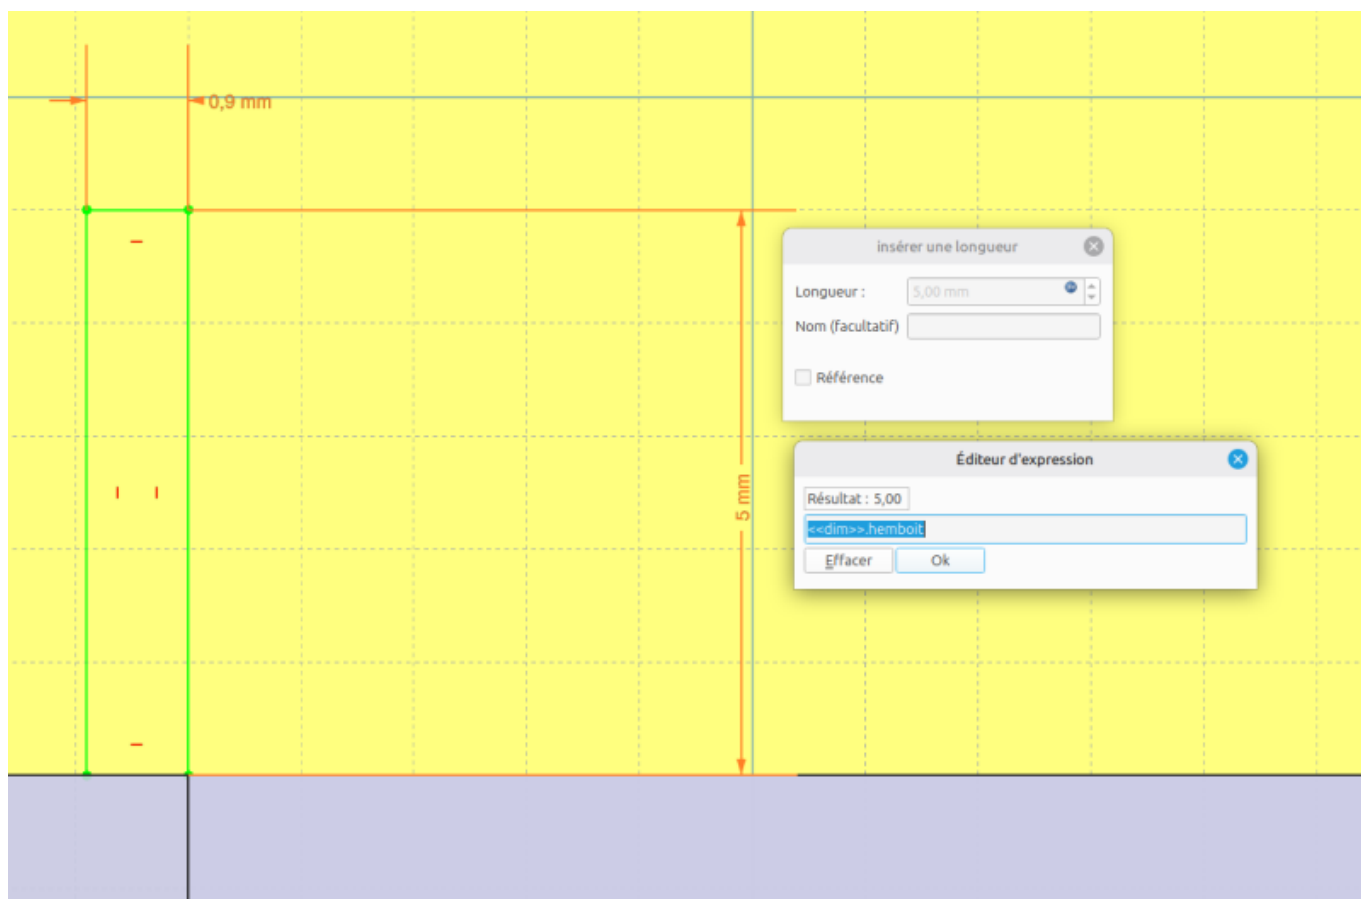 0,9 mm
insérer une longueur
Longueur : 5,00 mm
Nom (facultatif)
Référence
5 mm
Éditeur d'expression
Résultat : 5,00
<<dim>>.hemboit
Effacer Ok